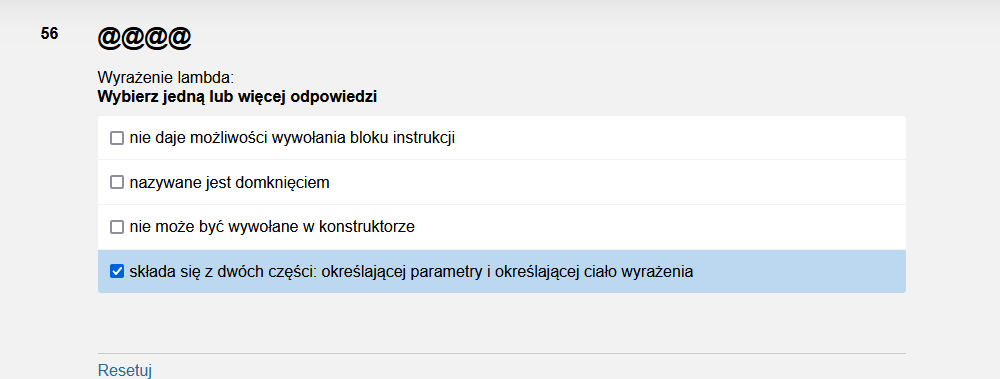 56
@@@@
Wyrażenie lambda:
Wybierz jedną lub więcej odpowiedzi
nie daje możliwości wywołania bloku instrukcji
nazywane jest domknięciem
nie może być wywołane w konstruktorze
składa się z dwóch części: określającej parametry i określającej ciało wyrażenia
Resetuj